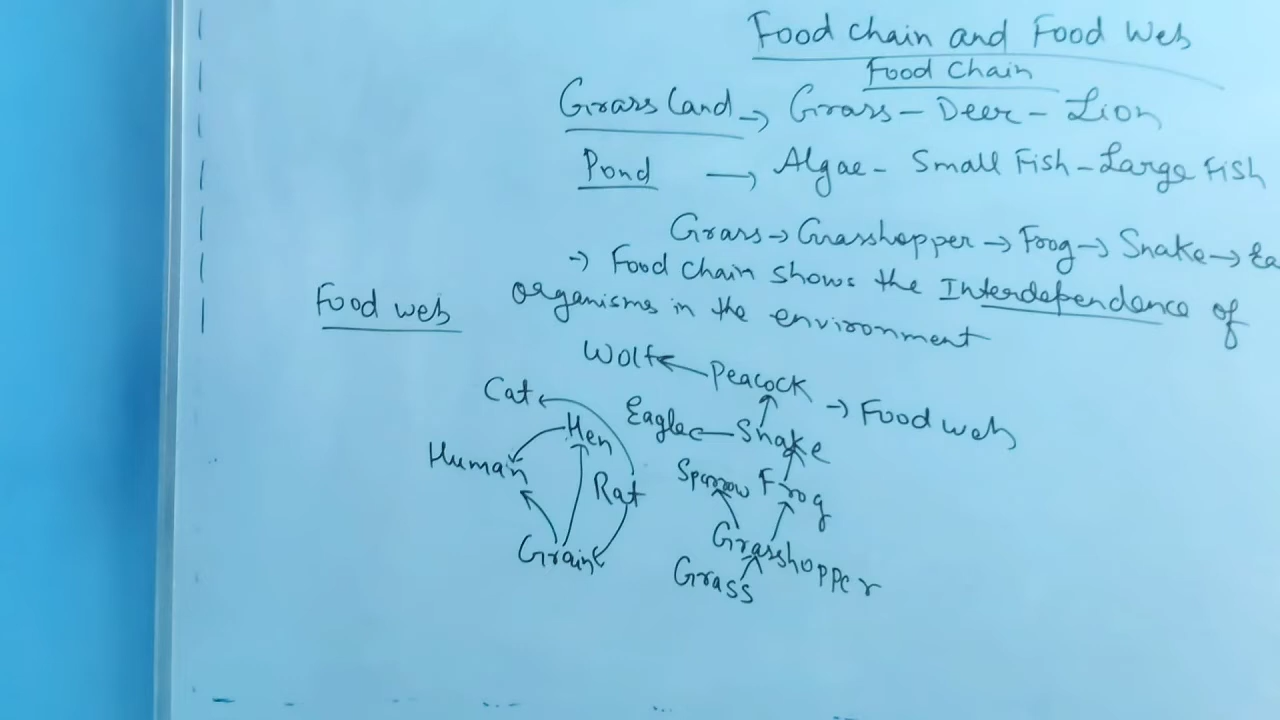 Food chain and Food Web
Food Chain
Grass Land → Grass - Deer - Lion
Pond → Algae - Small Fish - Large Fish
Grass → Grasshopper → Frog → Snake → Ea
→ Food chain shows the Interdependence of
organisms in the environment
Food web
Wolf ← Peacock
Cat
Eagle ← Snake
→ Food web
Hen
Human
Rat
Sparrow Frog
Grain
Grasshopper
Grass